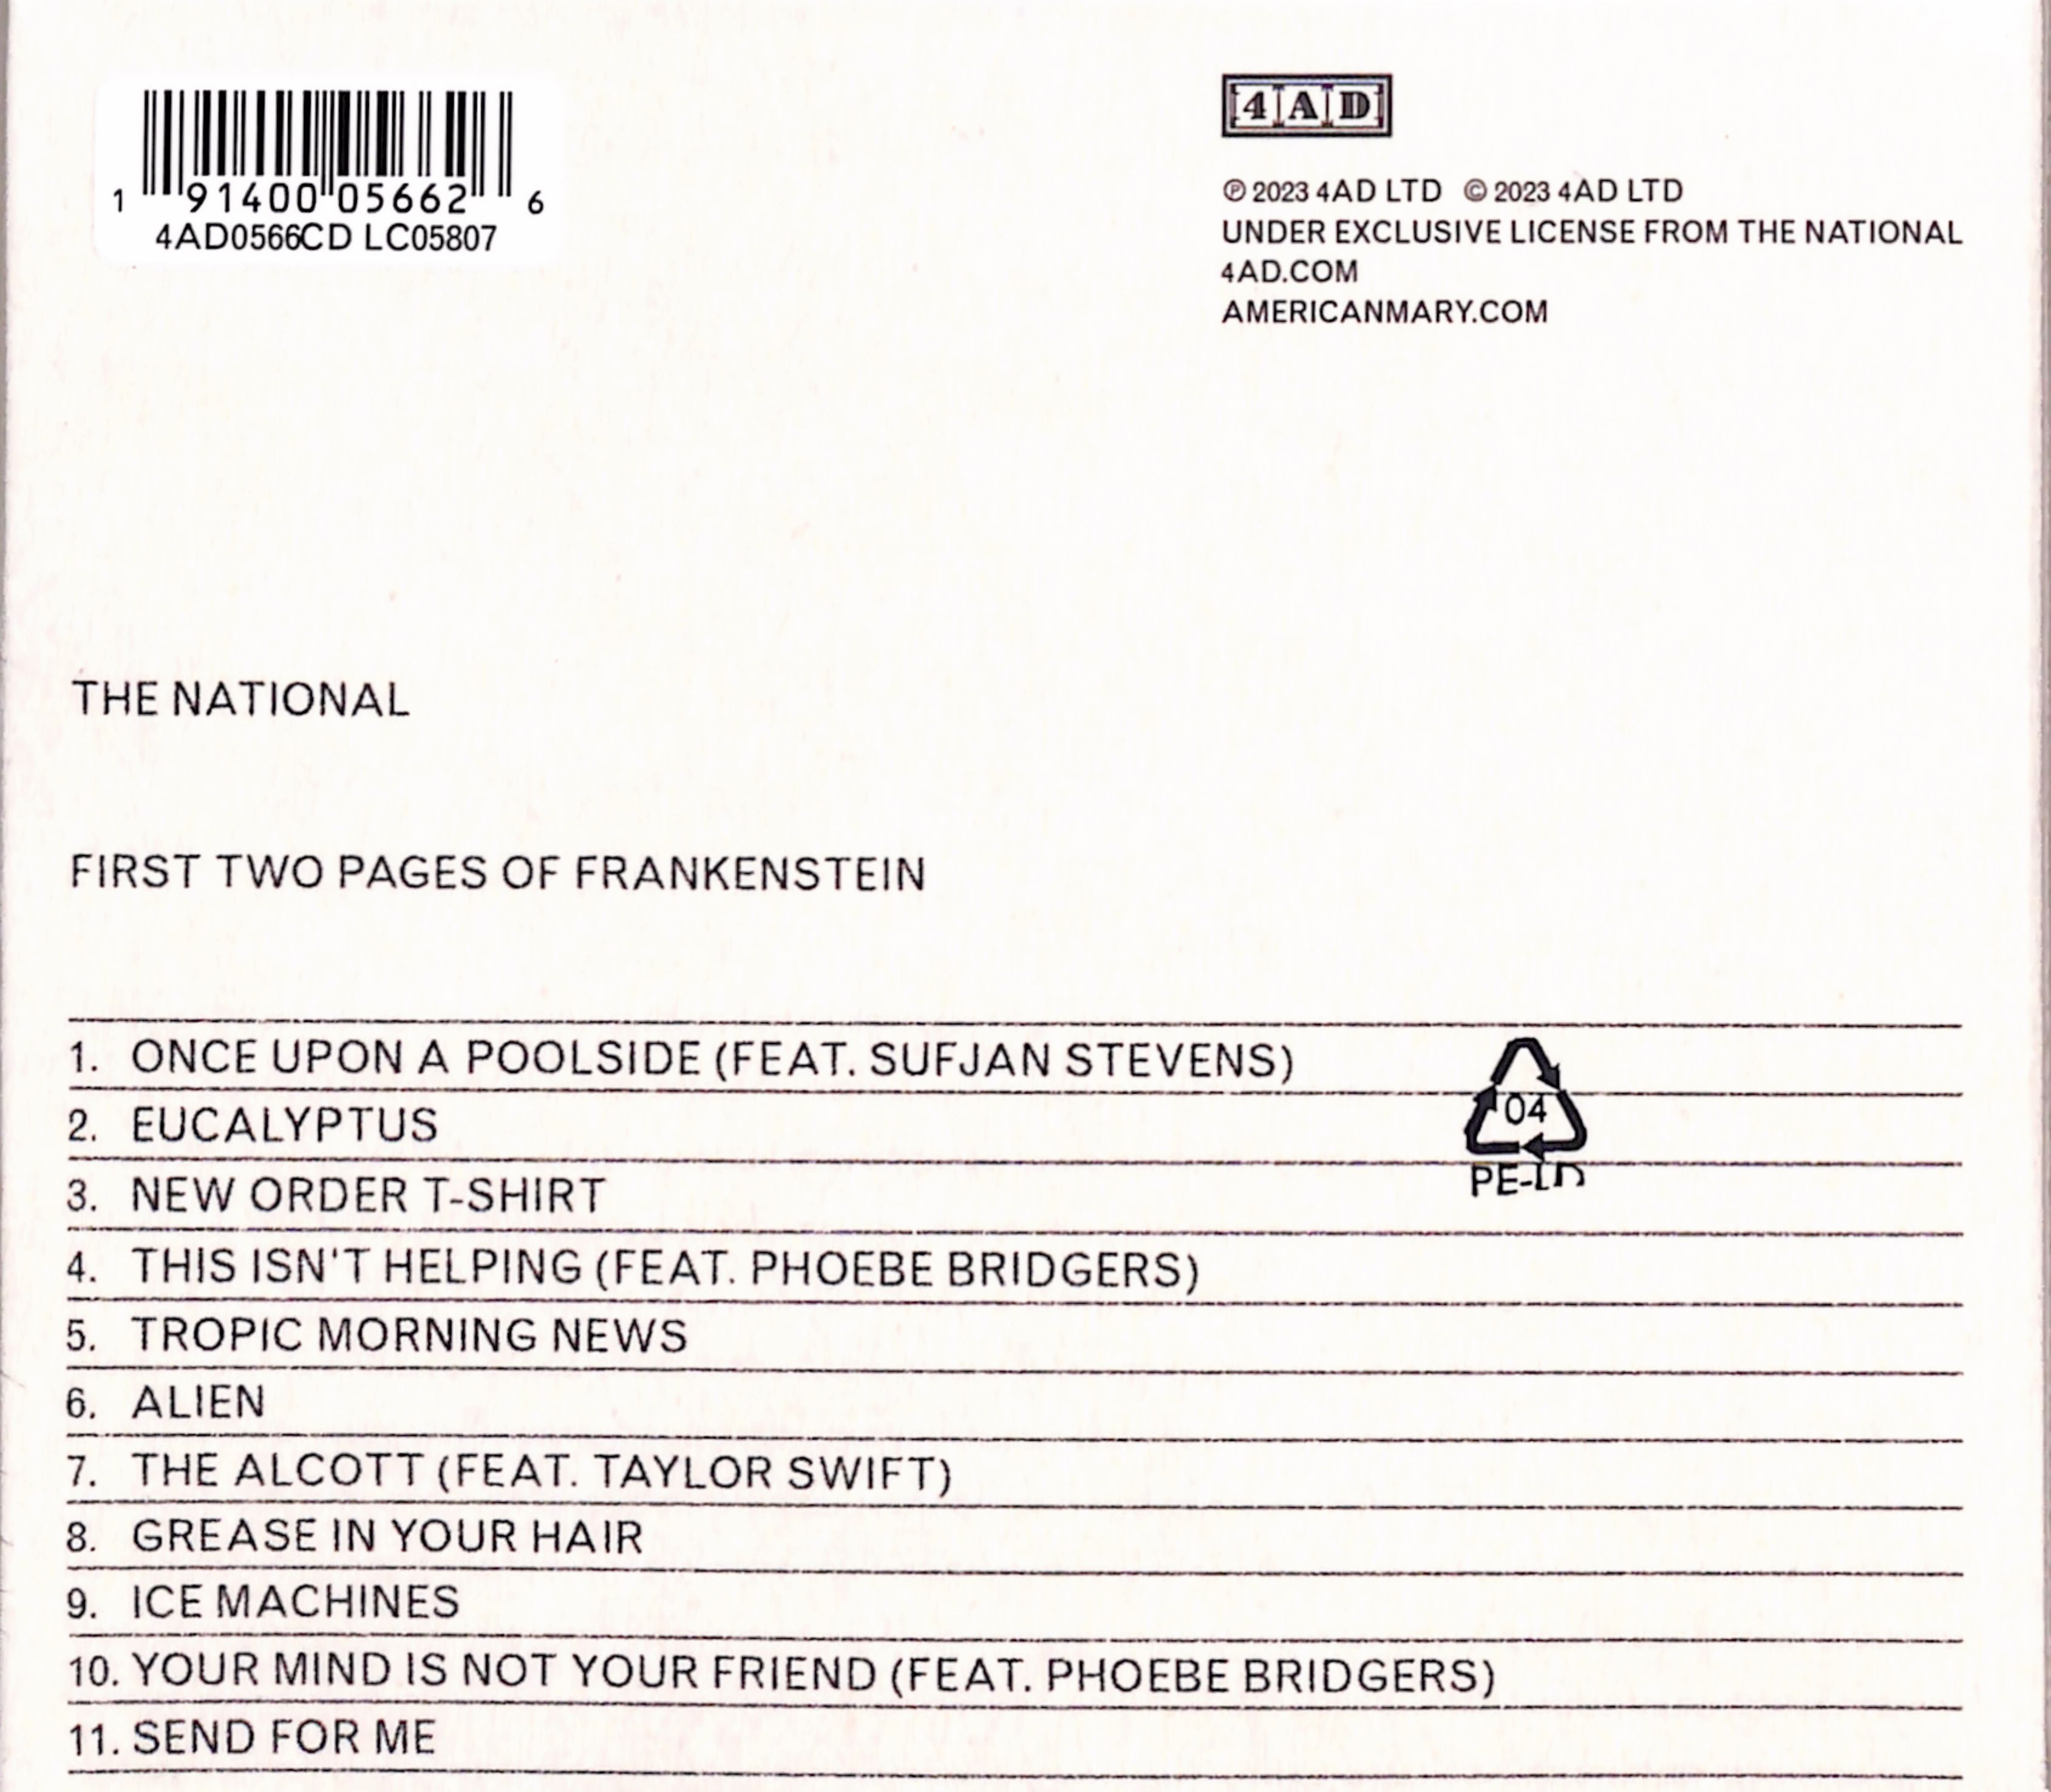 1 91400 05662 6
4AD0566CD LC05807
4AD
℗ 2023 4AD LTD © 2023 4AD LTD
UNDER EXCLUSIVE LICENSE FROM THE NATIONAL
4AD.COM
AMERICANMARY.COM
THE NATIONAL
FIRST TWO PAGES OF FRANKENSTEIN
1. ONCE UPON A POOLSIDE (FEAT. SUFJAN STEVENS)
04
2. EUCALYPTUS
PE-LD
3. NEW ORDER T-SHIRT
4. THIS ISN'T HELPING (FEAT. PHOEBE BRIDGERS)
5. TROPIC MORNING NEWS
6. ALIEN
7. THE ALCOTT (FEAT. TAYLOR SWIFT)
8. GREASE IN YOUR HAIR
9. ICE MACHINES
10. YOUR MIND IS NOT YOUR FRIEND (FEAT. PHOEBE BRIDGERS)
11. SEND FOR ME